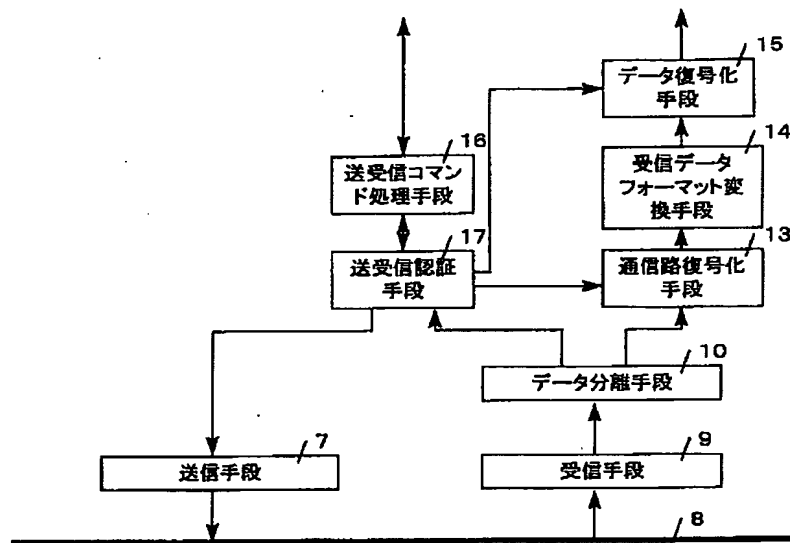 15
データ復号化
手段
14
受信データ
フォーマット変
換手段
16
送受信コマン
ド処理手段
17
送受信認証
手段
13
通信路復号化
手段
10
データ分離手段
7
送信手段
9
受信手段
8